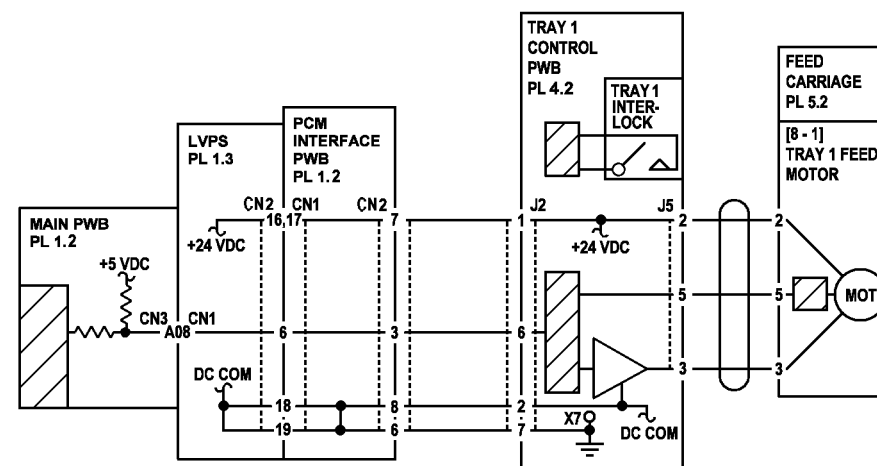 TRAY 1
CONTROL
PWB
PL 4.2
FEED
CARRIAGE
PL 5.2
TRAY 1
INTER-
LOCK
PCM
INTERFACE
PWB
PL 1.2
LVPS
PL 1.3
[8 - 1]
TRAY 1 FEED
MOTOR
MAIN PWB
PL 1.2
CN2 CN1 CN2 J2 J5
16,17 7 1 2 2
+24 VDC +24 VDC
+5 VDC
5 5 MOT
CN3 CN1
A08 6 3 6
3 3
DC COM
18 8 2
X7
DC COM
19 6 7